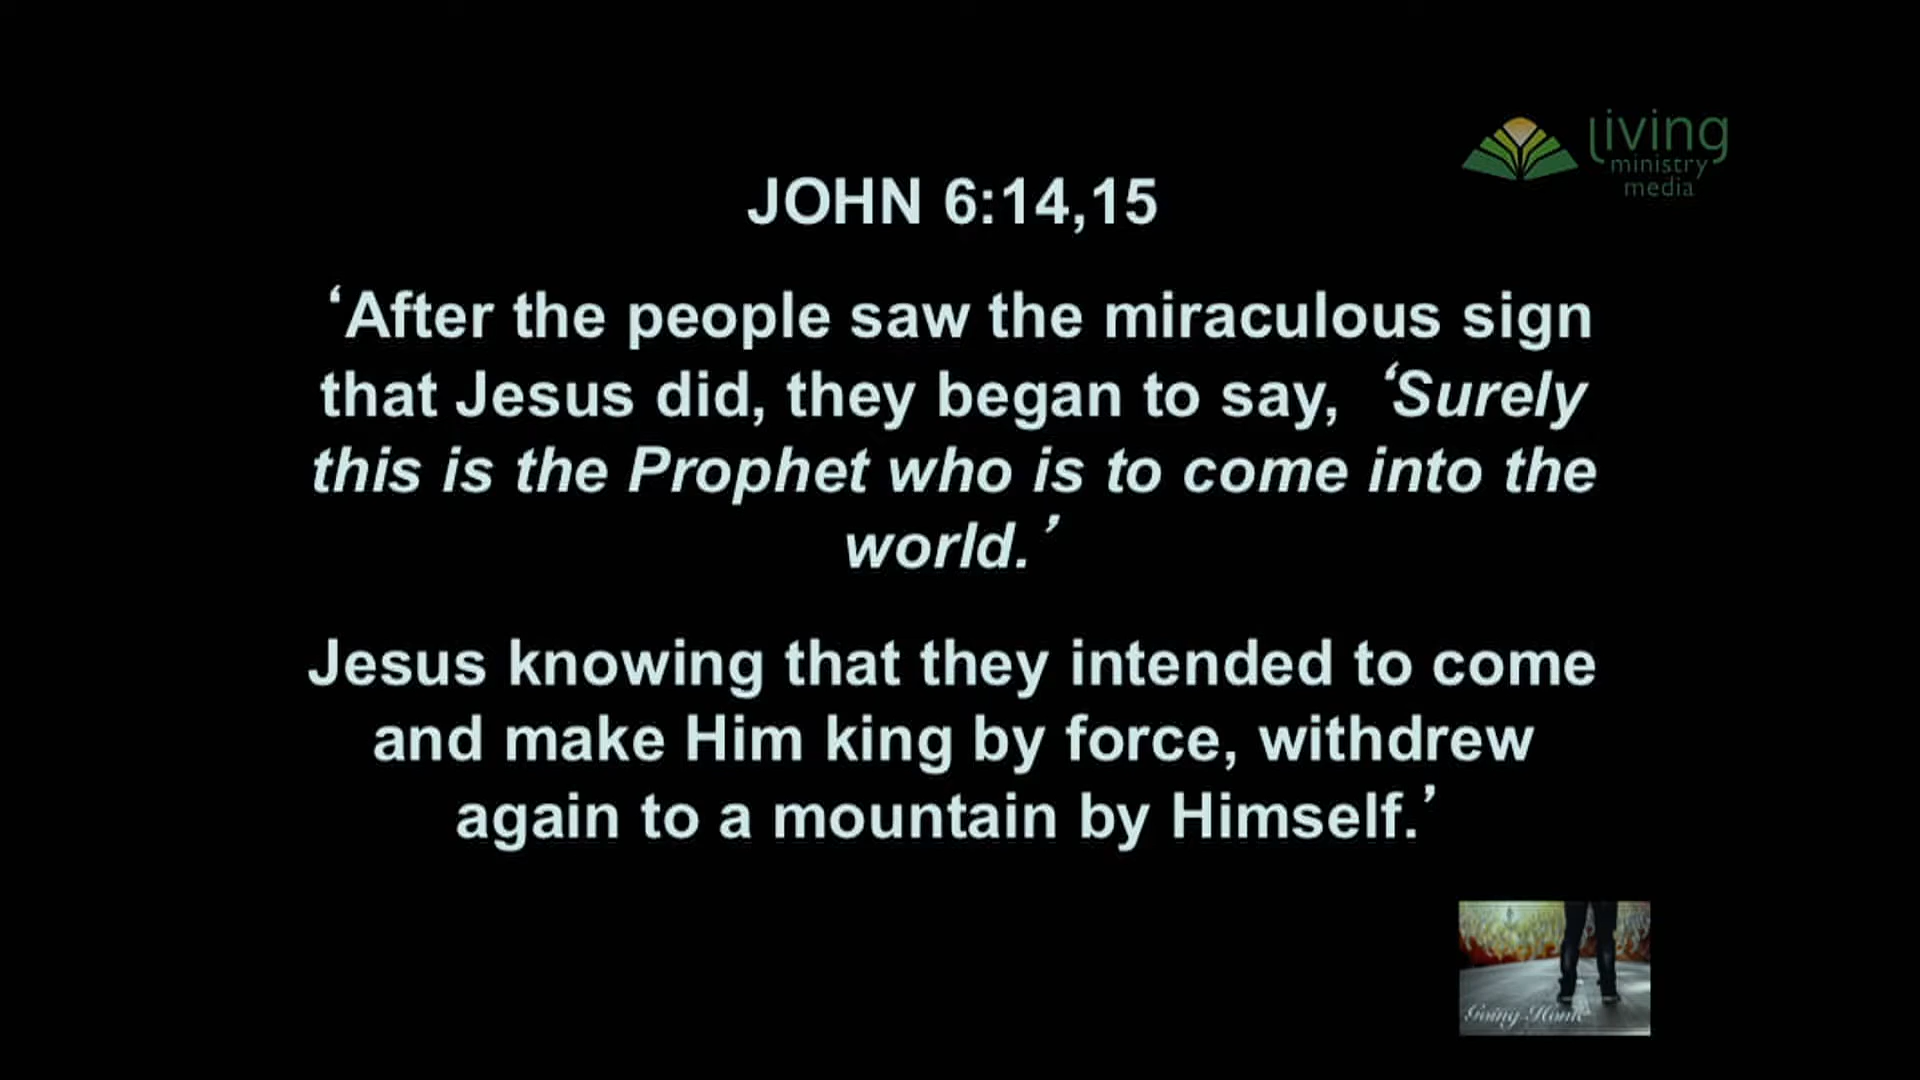 living
ministry
media
JOHN 6:14,15
‘After the people saw the miraculous sign
that Jesus did, they began to say, ‘Surely
this is the Prophet who is to come into the
world.’
Jesus knowing that they intended to come
and make Him king by force, withdrew
again to a mountain by Himself.’
Going Home